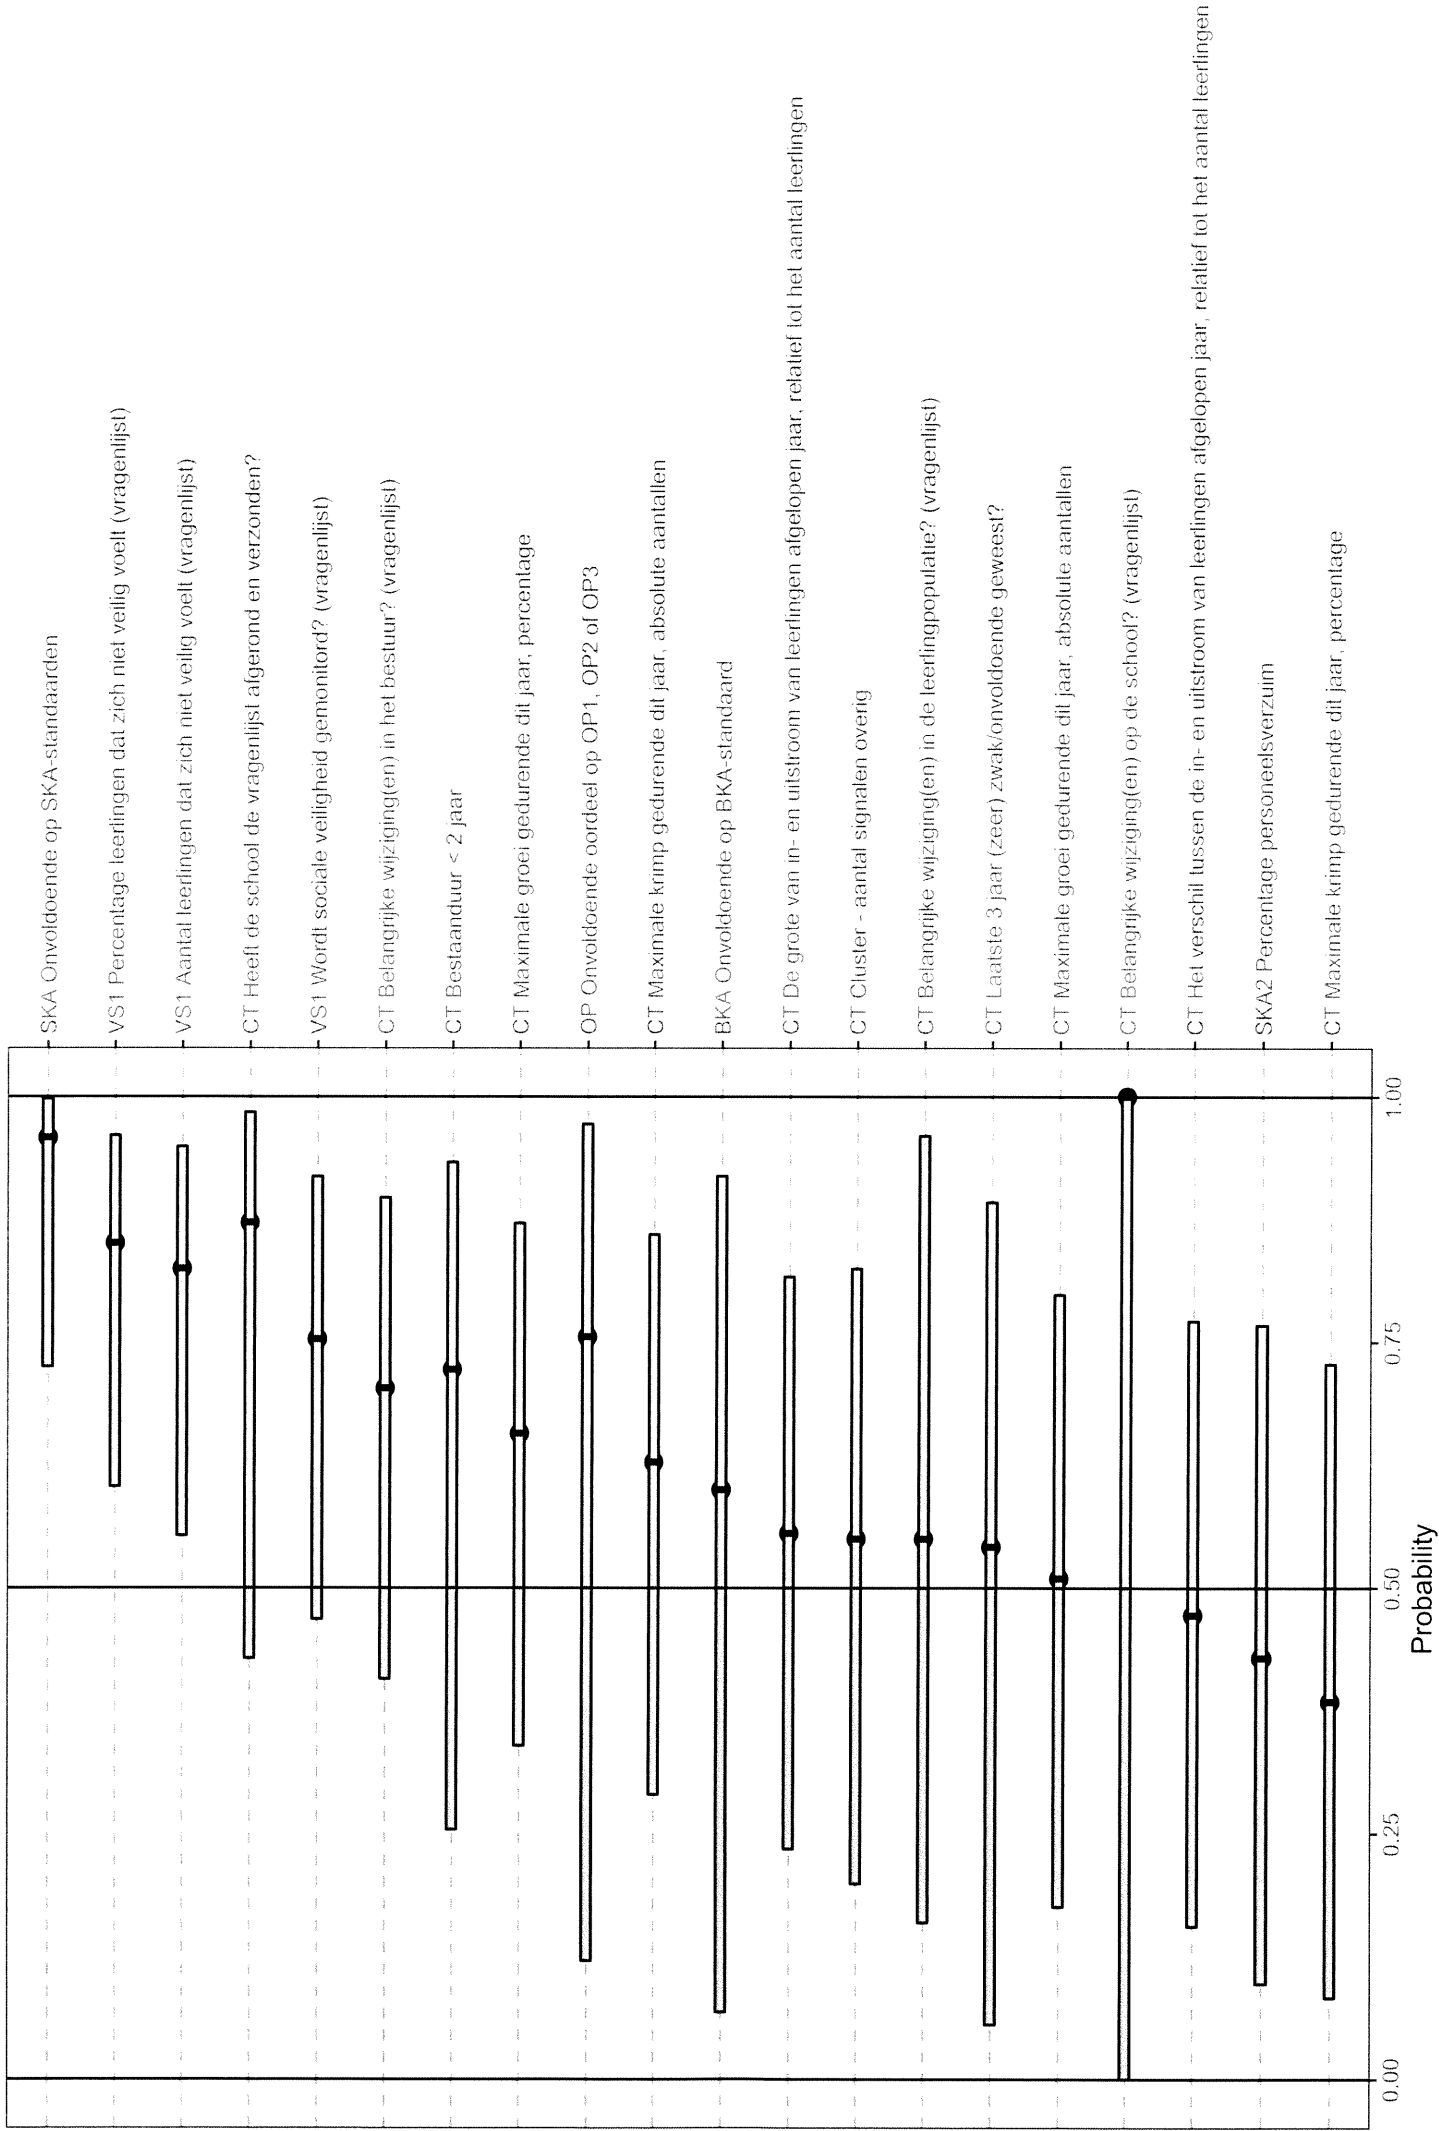 SKA Onvoldoende op SKA-standaarden
VS1 Percentage leerlingen dat zich niet veilig voelt (vragenlijst)
VS1 Aantal leerlingen dat zich niet veilig voelt (vragenlijst)
CT Heeft de school de vragenlijst afgerond en verzonden?
VS1 Wordt sociale veiligheid gemonitord? (vragenlijst)
CT Belangrijke wijziging(en) in het bestuur? (vragenlijst)
CT Bestaanduur < 2 jaar
CT Maximale groei gedurende dit jaar, percentage
OP Onvoldoende oordeel op OP1, OP2 of OP3
CT Maximale krimp gedurende dit jaar, absolute aantallen
BKA Onvoldoende op BKA-standaard
CT De grote van in- en uitstroom van leerlingen afgelopen jaar, relatief tot het aantal leerlingen
CT Cluster - aantal signalen overig
CT Belangrijke wijziging(en) in de leerlingpopulatie? (vragenlijst)
CT Laatste 3 jaar (zeer) zwak/onvoldoende geweest?
CT Maximale groei gedurende dit jaar, absolute aantallen
CT Belangrijke wijziging(en) op de school? (vragenlijst)
CT Het verschil tussen de in- en uitstroom van leerlingen afgelopen jaar, relatief tot het aantal leerlingen
SKA2 Percentage personeelsverzuim
CT Maximale krimp gedurende dit jaar, percentage
0.00 0.25 0.50 0.75 1.00
Probability